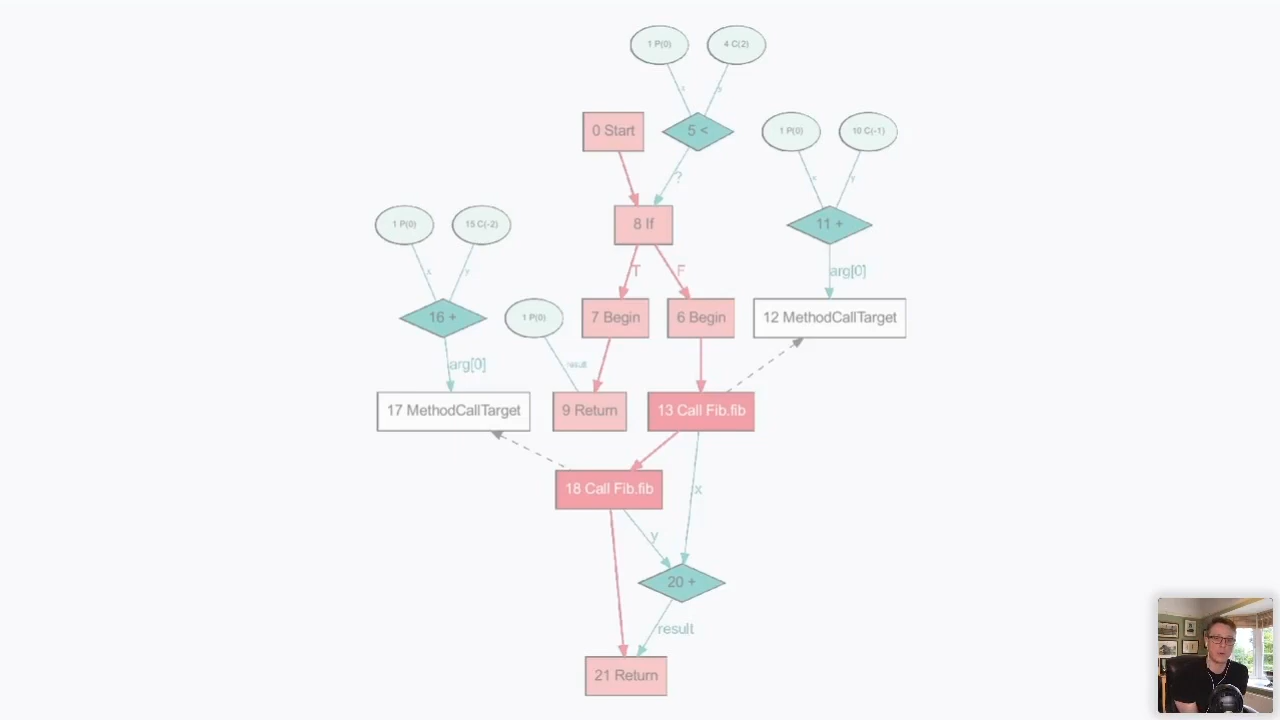 1 P(0)
4 C(2)
x
y
0 Start
5 <
1 P(0)
10 C(-1)
?
x
y
1 P(0)
15 C(-2)
8 If
11 +
x
y
T
F
arg[0]
16 +
1 P(0)
7 Begin
6 Begin
12 MethodCallTarget
arg[0]
result
17 MethodCallTarget
9 Return
13 Call Fib.fib
18 Call Fib.fib
x
y
20 +
result
21 Return